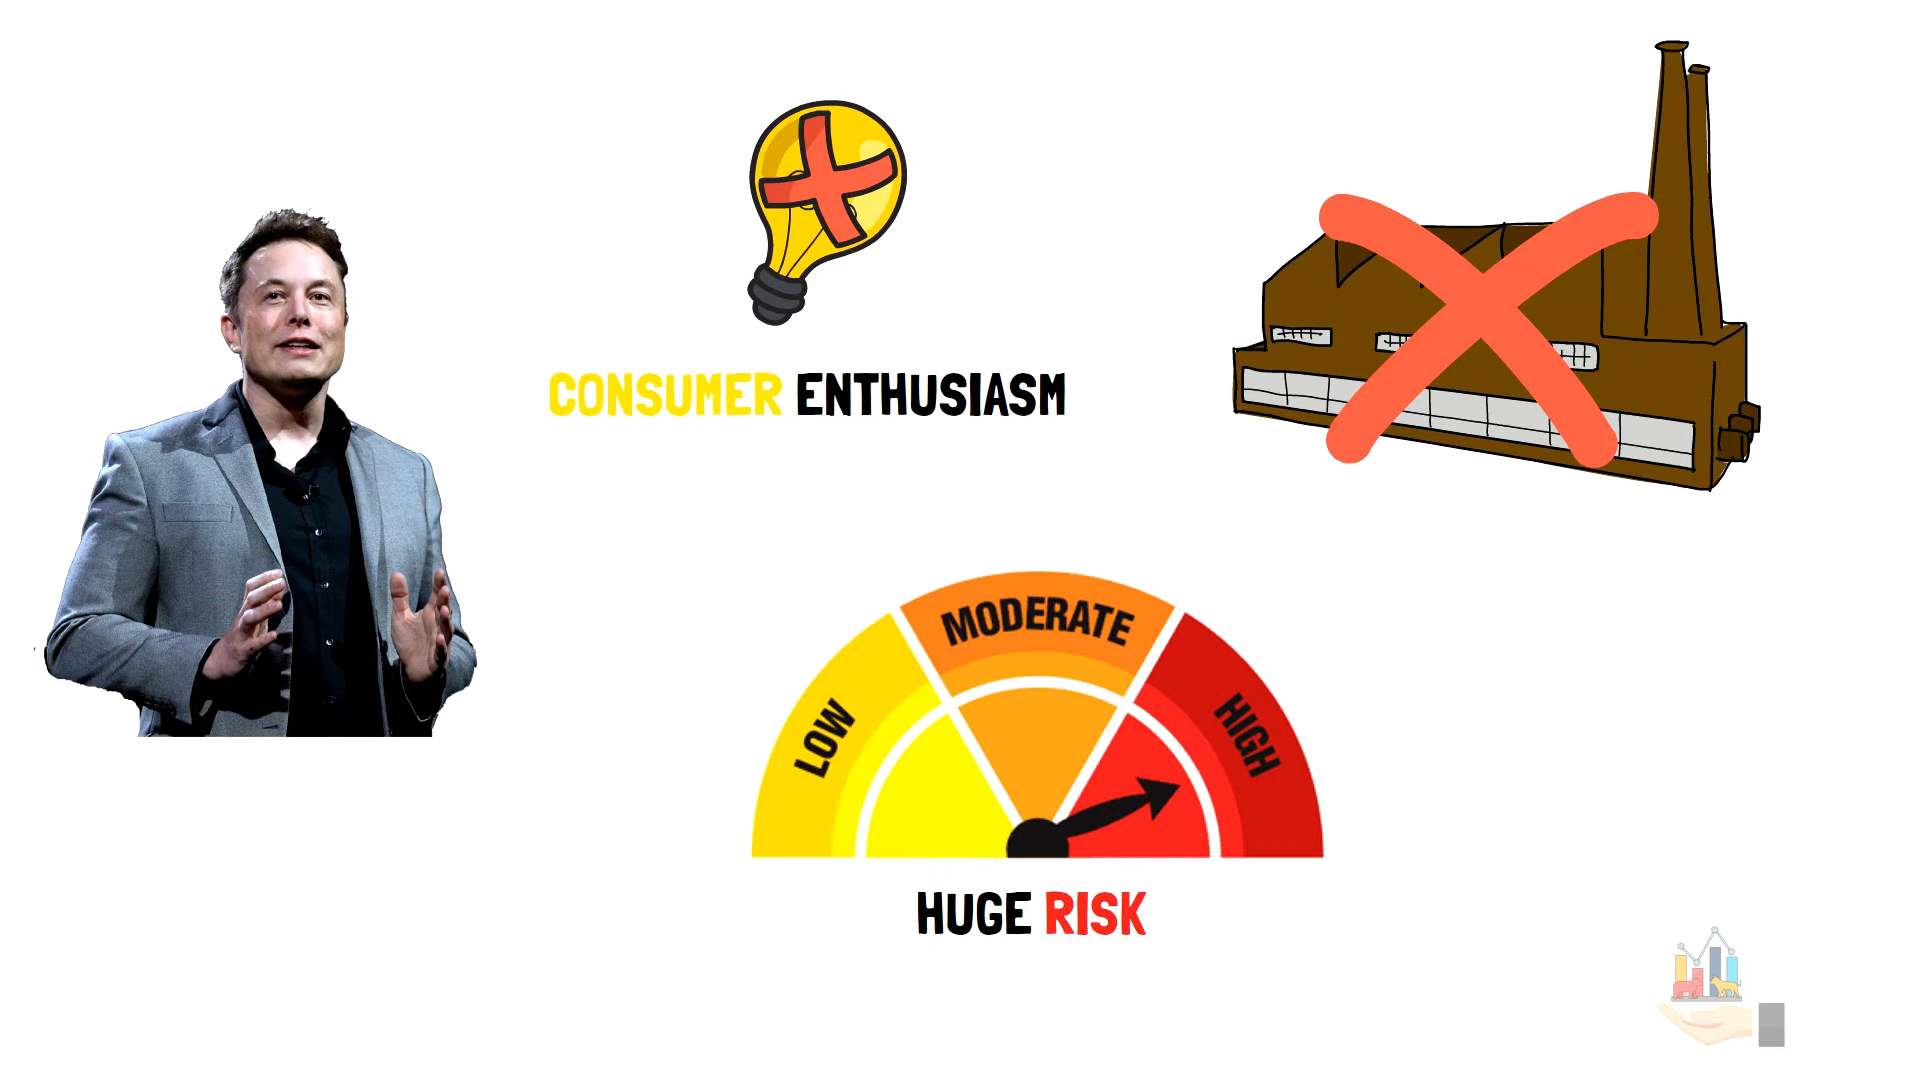 CONSUMER ENTHUSIASM
LOW
MODERATE
HIGH
HUGE RISK